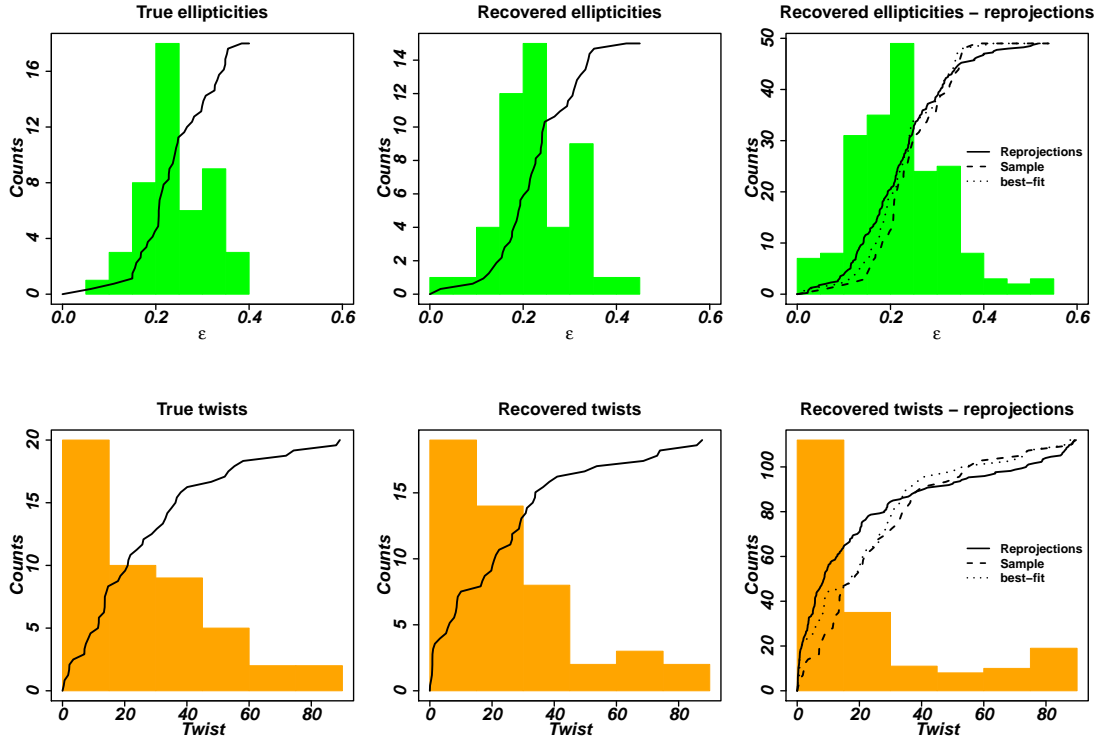 True ellipticities
Counts
0 4 8 12 16
0.0 0.2 0.4 0.6
ε
Recovered ellipticities
Counts
0 2 4 6 8 10 14
0.0 0.2 0.4 0.6
ε
Recovered ellipticities − reprojections
Counts
0 10 20 30 40 50
Reprojections
Sample
best−fit
0.0 0.2 0.4 0.6
ε
True twists
Counts
0 5 10 15 20
0 20 40 60 80
Twist
Recovered twists
Counts
0 5 10 15
0 20 40 60 80
Twist
Recovered twists − reprojections
Counts
0 20 40 60 80 100
Reprojections
Sample
best−fit
0 20 40 60 80
Twist